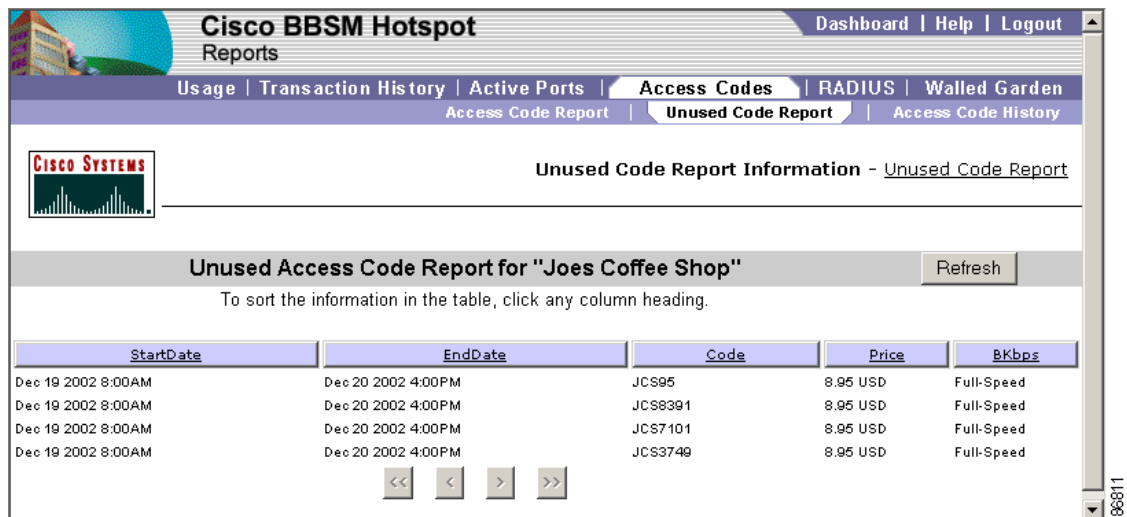 Cisco BBSM Hotspot
Dashboard | Help | Logout
Reports
Usage | Transaction History | Active Ports | Access Codes | RADIUS | Walled Garden
Access Code Report | Unused Code Report | Access Code History
CISCO SYSTEMS
Unused Code Report Information - Unused Code Report
Unused Access Code Report for "Joes Coffee Shop"
Refresh
To sort the information in the table, click any column heading.
StartDate EndDate Code Price BKbps
Dec 19 2002 8:00AM Dec 20 2002 4:00PM JCS95 8.95 USD Full-Speed
Dec 19 2002 8:00AM Dec 20 2002 4:00PM JCS8391 8.95 USD Full-Speed
Dec 19 2002 8:00AM Dec 20 2002 4:00PM JCS7101 8.95 USD Full-Speed
Dec 19 2002 8:00AM Dec 20 2002 4:00PM JCS3749 8.95 USD Full-Speed
<< < > >>
86811